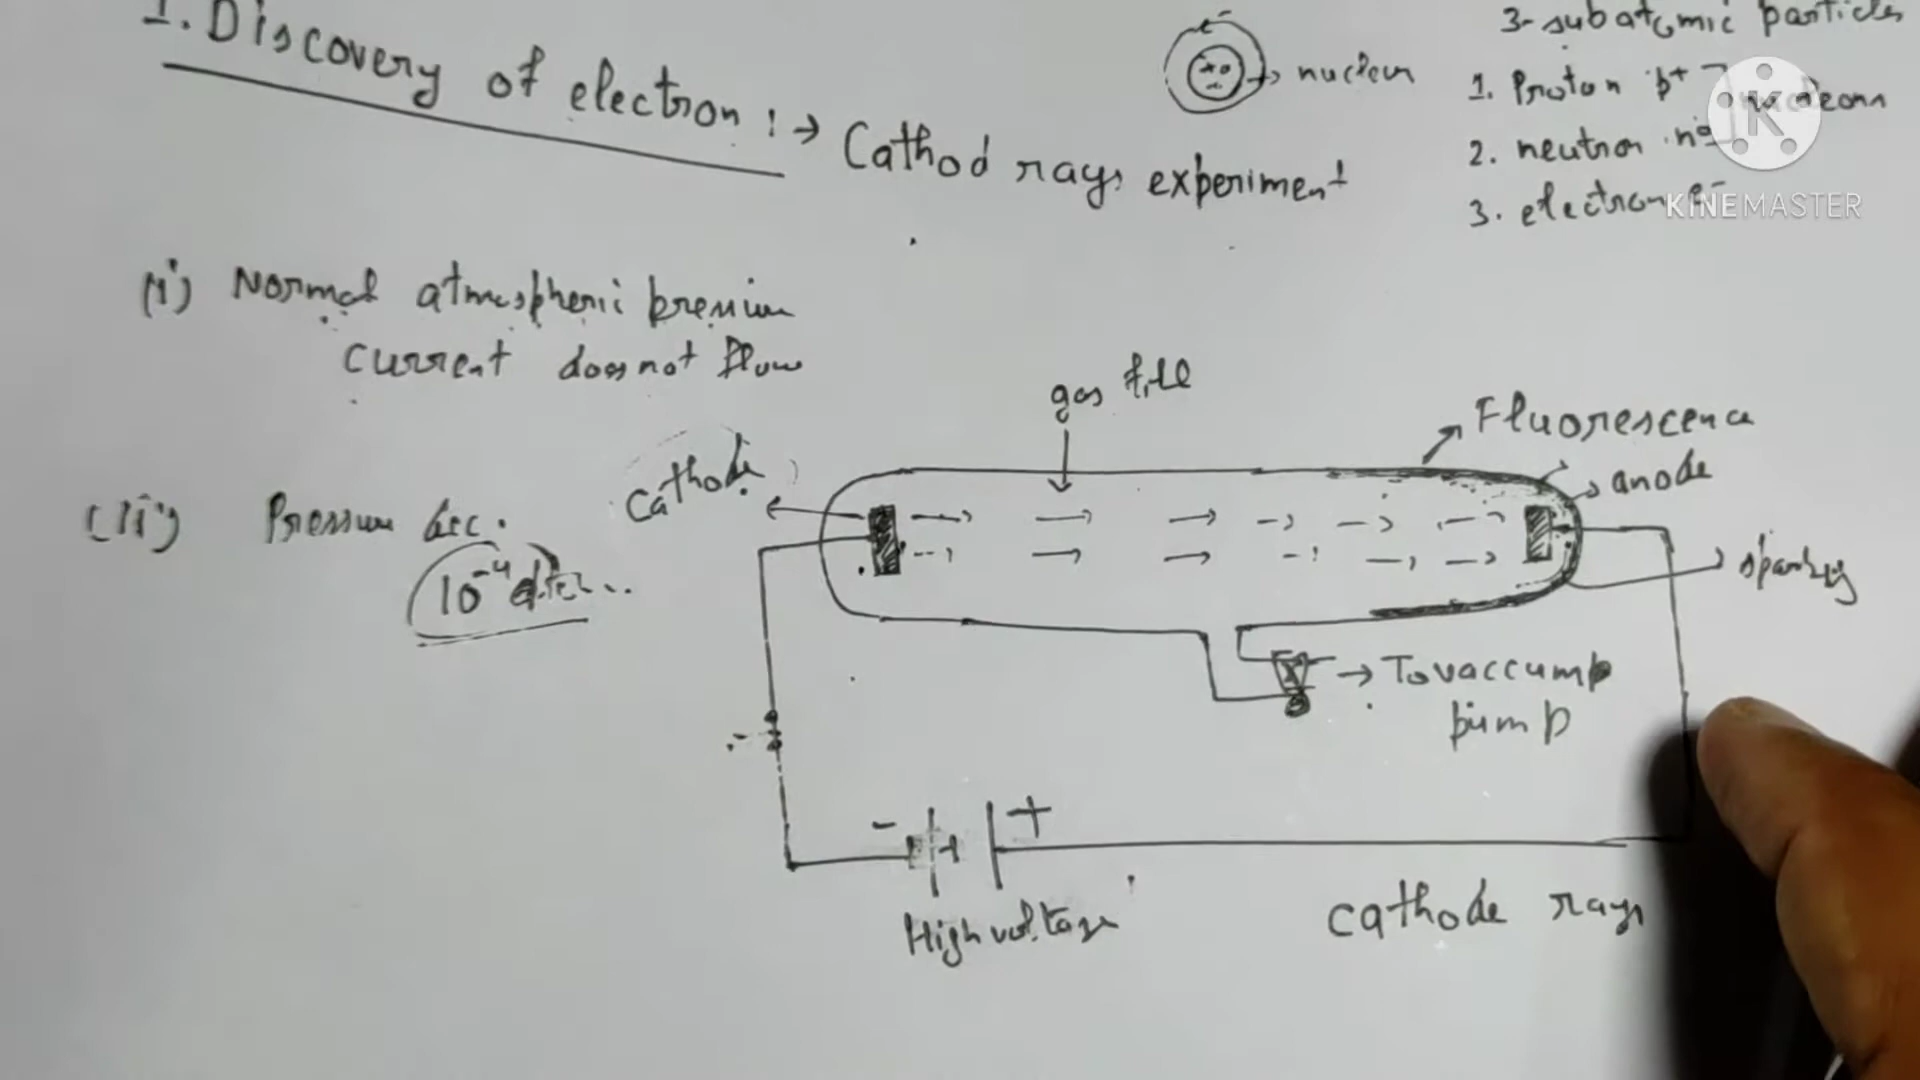 1. Discovery of electron : → Cathod rays experiment
nucleus
3- subatomic particles
1. Proton p+
2. neutron n°
3. electron e-
K
KINEMASTER
(i) Normal atmospheric pressure
current does not flow
(ii) Pressure dec.
10-4
gas fill
Fluorescence
anode
Cathode
sparking
→ To vaccump
pump
- +
High voltage
cathode rays